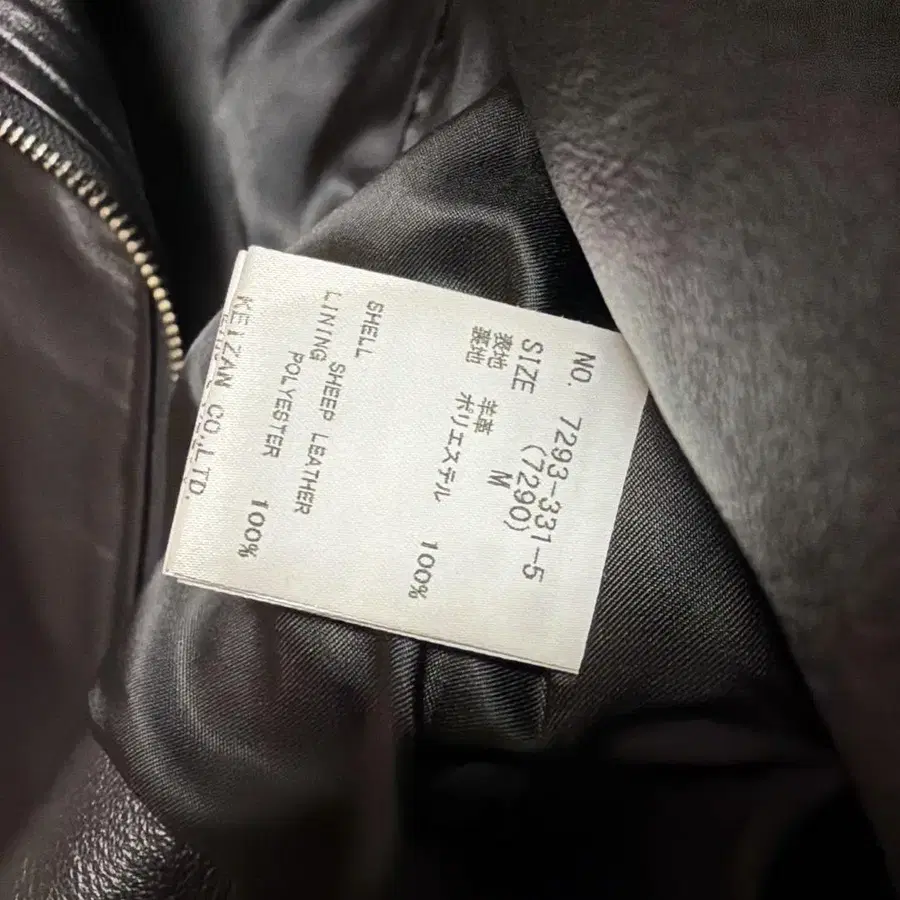 NO. 7293-331-5
(7290)
SIZE M
表地 羊革
裏地 ポリエステル 100%
SHELL
SHEEP LEATHER
LINING
POLYESTER 100%
KEIZAN CO.,LTD.